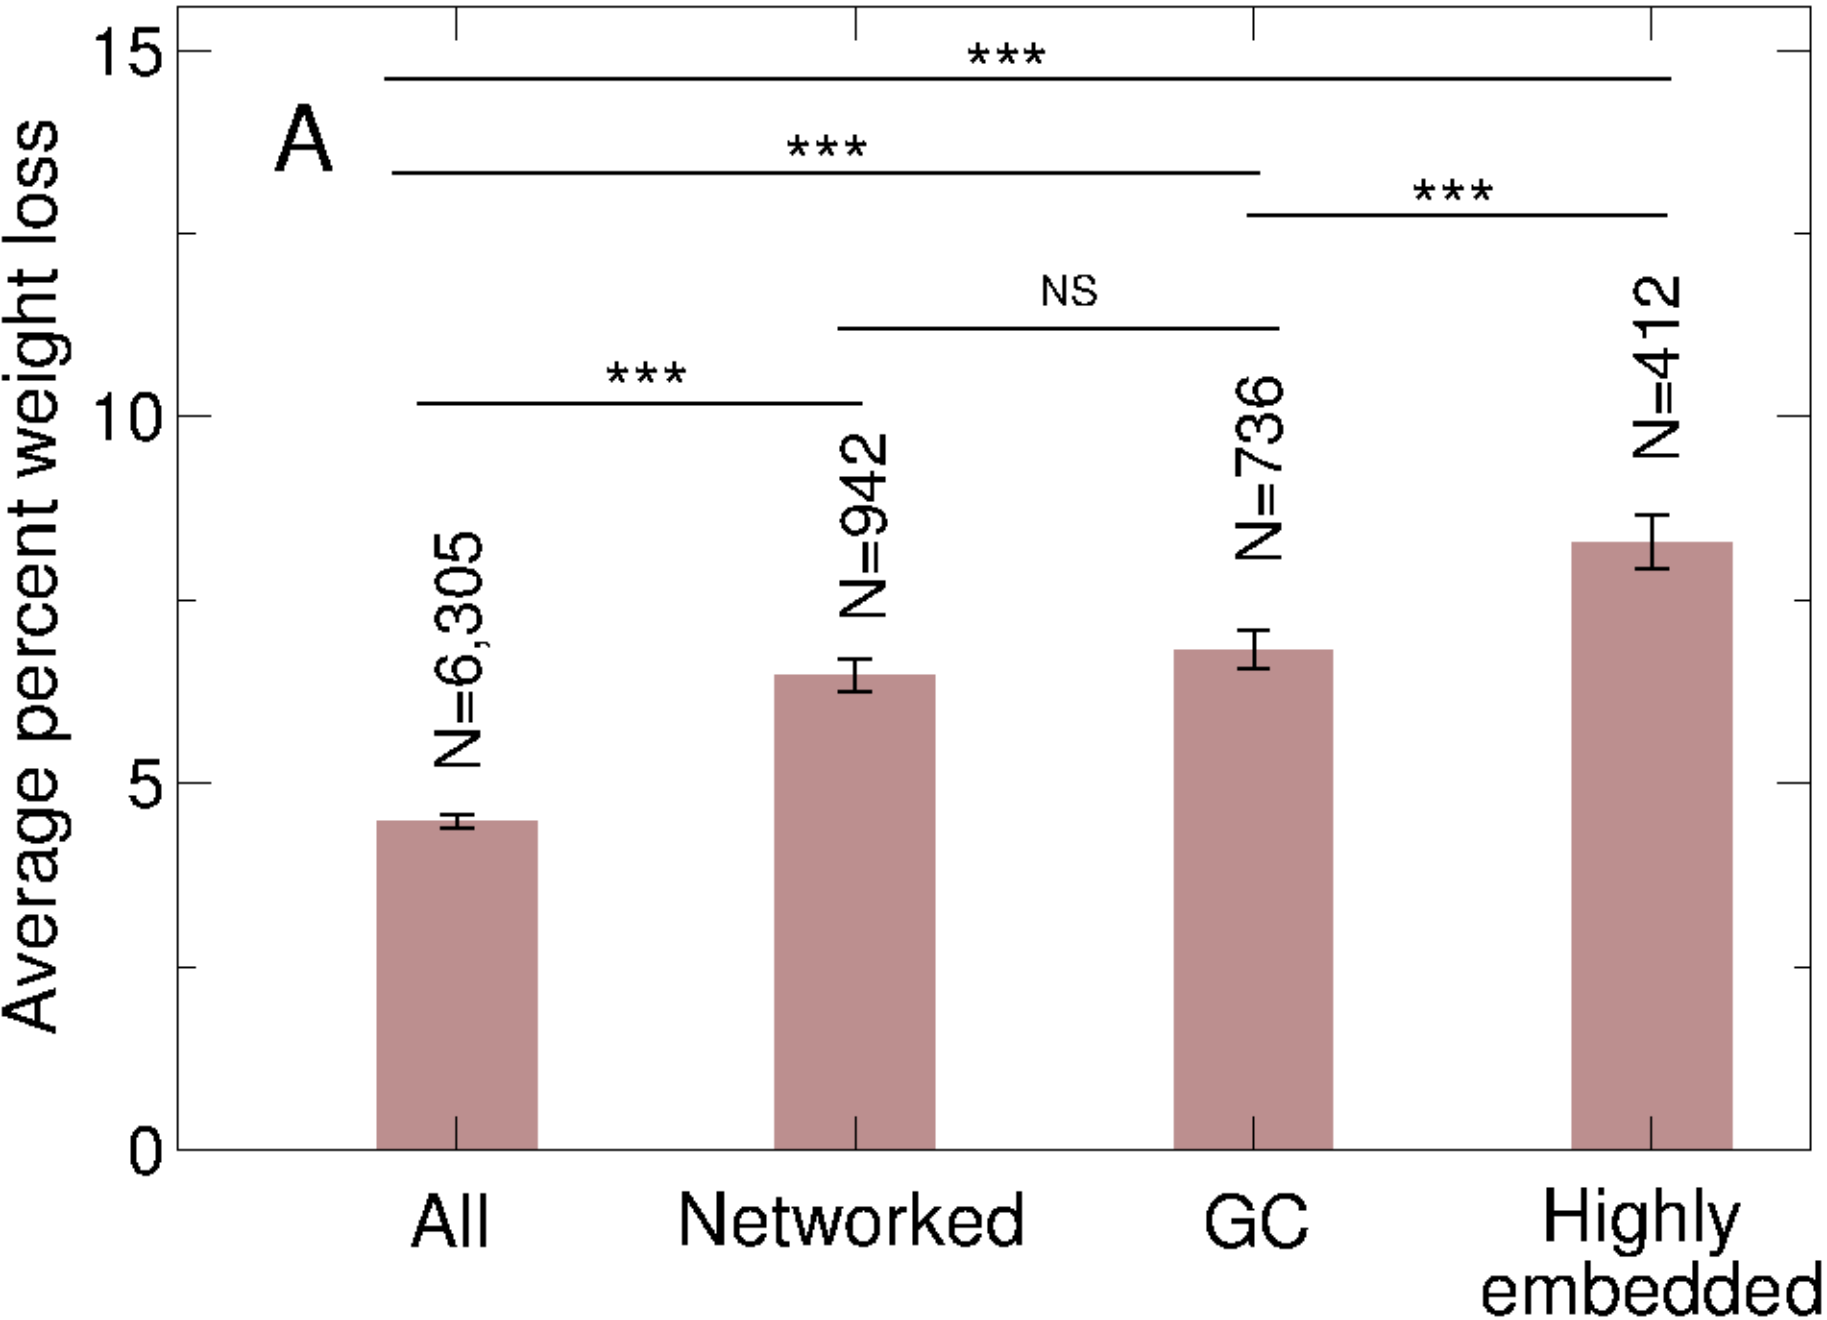 Average percent weight loss
15
10
5
0
A
***
***
***
NS
***
N=6,305
N=942
N=736
N=412
All
Networked
GC
Highly
embedded